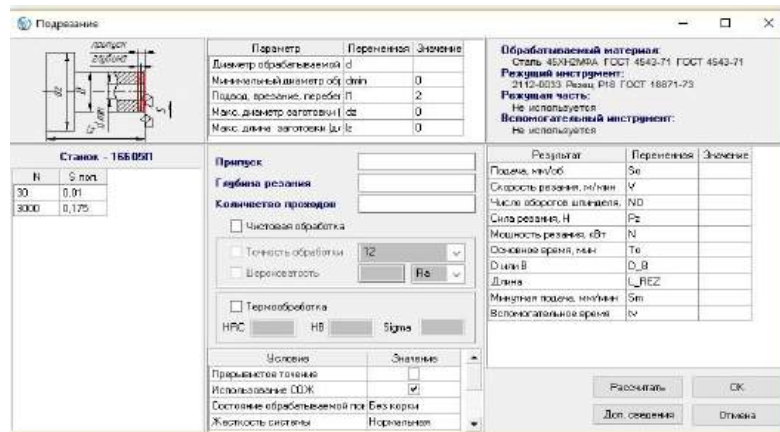 Подрезание
припуск
глубина
Параметр Переменная Значение
Диаметр обрабатываемой d
Минимальный диаметр обр dmin 0
Подвод, врезание, перебег П 2
Макс. диаметр заготовки ( dz 0
Макс. длина заготовки (д lz 0
Обрабатываемый материал:
Сталь 45ХН2МФА ГОСТ 4543-71 ГОСТ 4543-71
Режущий инструмент:
2112-0033 Резец Р18 ГОСТ 18871-73
Режущая часть:
Не используется
Вспомогательный инструмент:
Не используется
Станок - 16Б05П
N S поп.
30 0,01
3000 0,175
Припуск
Глубина резания
Количество проходов
Чистовая обработка
Точность обработки 12
Шероховатость Ra
Термообработка
HRC HB Sigma
Условие Значение
Прерывистое точение
Использование СОЖ
Состояние обрабатываемой пов Без корки
Жесткость системы Нормальная
Результат Переменная Значение
Подача, мм/об So
Скорость резания, м/мин V
Число оборотов шпинделя, NO
Сила резания, Н Pz
Мощность резания, кВт N
Основное время, мин To
D или B D_B
Длина L_REZ
Минутная подача, мм/мин Sm
Вспомогательное время tv
Рассчитать OK
Доп. сведения Отмена